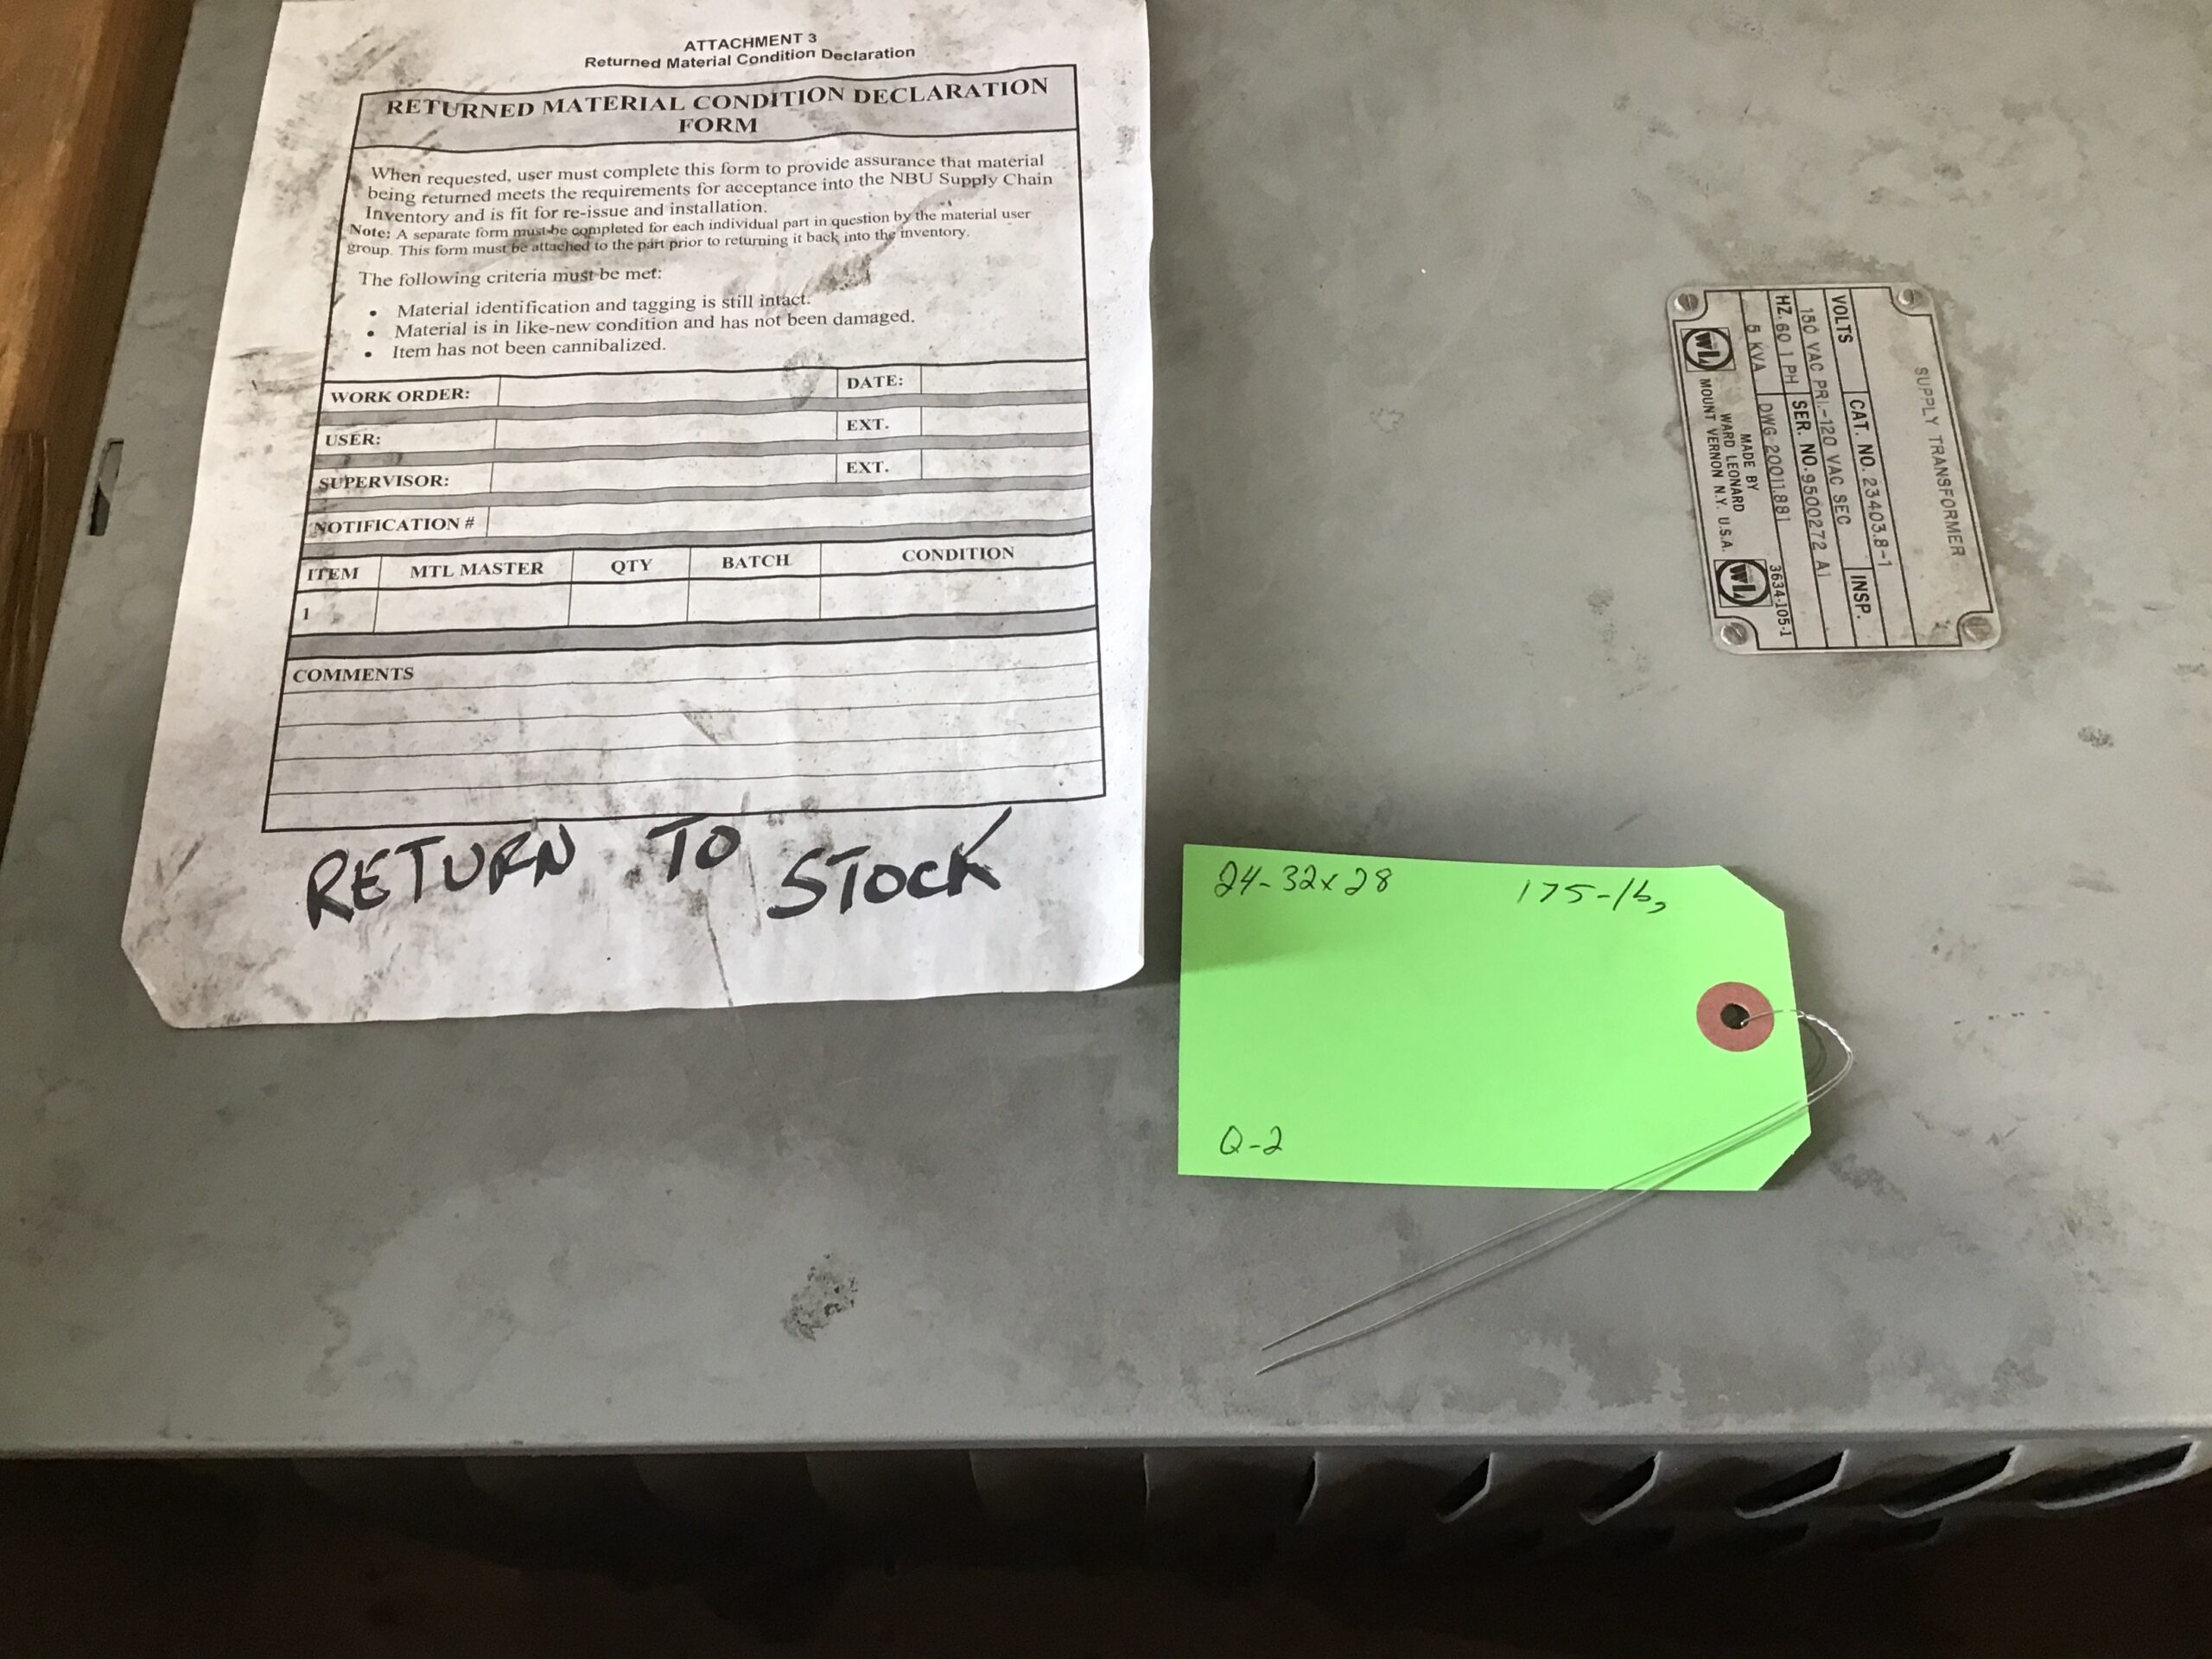 ATTACHMENT 3
Returned Material Condition Declaration
RETURNED MATERIAL CONDITION DECLARATION
FORM
When requested, user must complete this form to provide assurance that material
being returned meets the requirements for acceptance into the NBU Supply Chain
Inventory and is fit for re-issue and installation.
Note: A separate form must be completed for each individual part in question by the material user
group. This form must be attached to the part prior to returning it back into the inventory.
The following criteria must be met:
• Material identification and tagging is still intact.
• Material is in like-new condition and has not been damaged.
• Item has not been cannibalized.
WORK ORDER: DATE:
USER: EXT.
SUPERVISOR: EXT.
NOTIFICATION #
ITEM MTL MASTER QTY BATCH CONDITION
1
COMMENTS
RETURN TO STOCK
SUPPLY TRANSFORMER
CAT. NO. 23403.8-1 INSP.
VOLTS 150 VAC PRI.-120 VAC SEC
HZ. 60 1 PH SER. NO. 9500272 A1
5 KVA DWG 20011.881
3634-105-1
WL MADE BY WL
WARD LEONARD
MOUNT VERNON N.Y. U.S.A.
24-32x28 175-lb,
Q-2